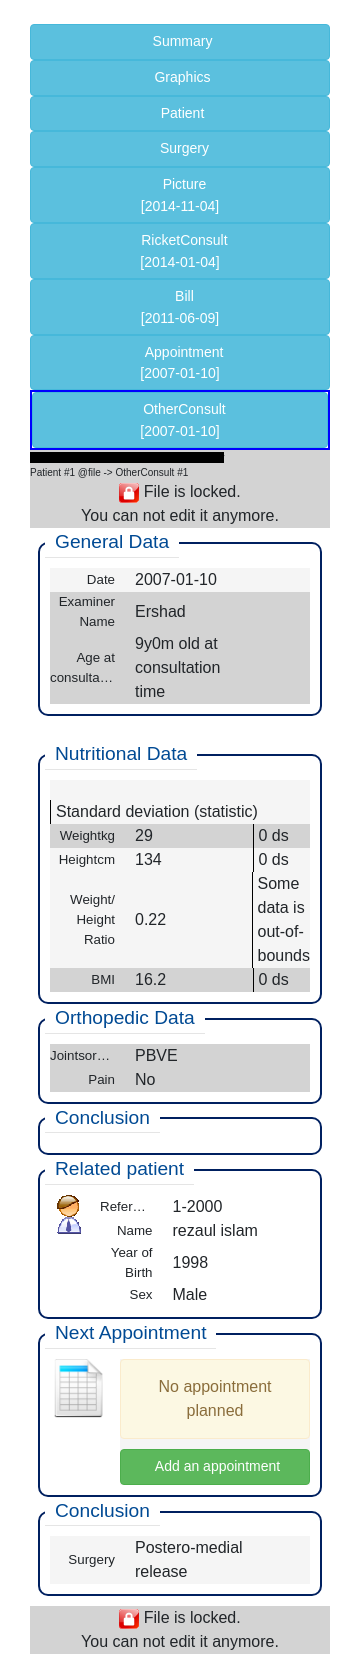 Summary
Graphics
Patient
Surgery
Picture
[2014-11-04]
RicketConsult
[2014-01-04]
Bill
[2011-06-09]
Appointment
[2007-01-10]
OtherConsult
[2007-01-10]
Patient #1 @file -> OtherConsult #1
File is locked.
You can not edit it anymore.
General Data
Date 2007-01-10
Examiner
Name Ershad
Age at
consulta… 9y0m old at
consultation
time
Nutritional Data
Standard deviation (statistic)
Weightkg 29 0 ds
Heightcm 134 0 ds
Weight/
Height
Ratio 0.22 Some
data is
out-of-
bounds
BMI 16.2 0 ds
Orthopedic Data
Jointsor… PBVE
Pain No
Conclusion
Related patient
Refer… 1-2000
Name rezaul islam
Year of
Birth 1998
Sex Male
Next Appointment
No appointment
planned
Add an appointment
Conclusion
Surgery Postero-medial
release
File is locked.
You can not edit it anymore.